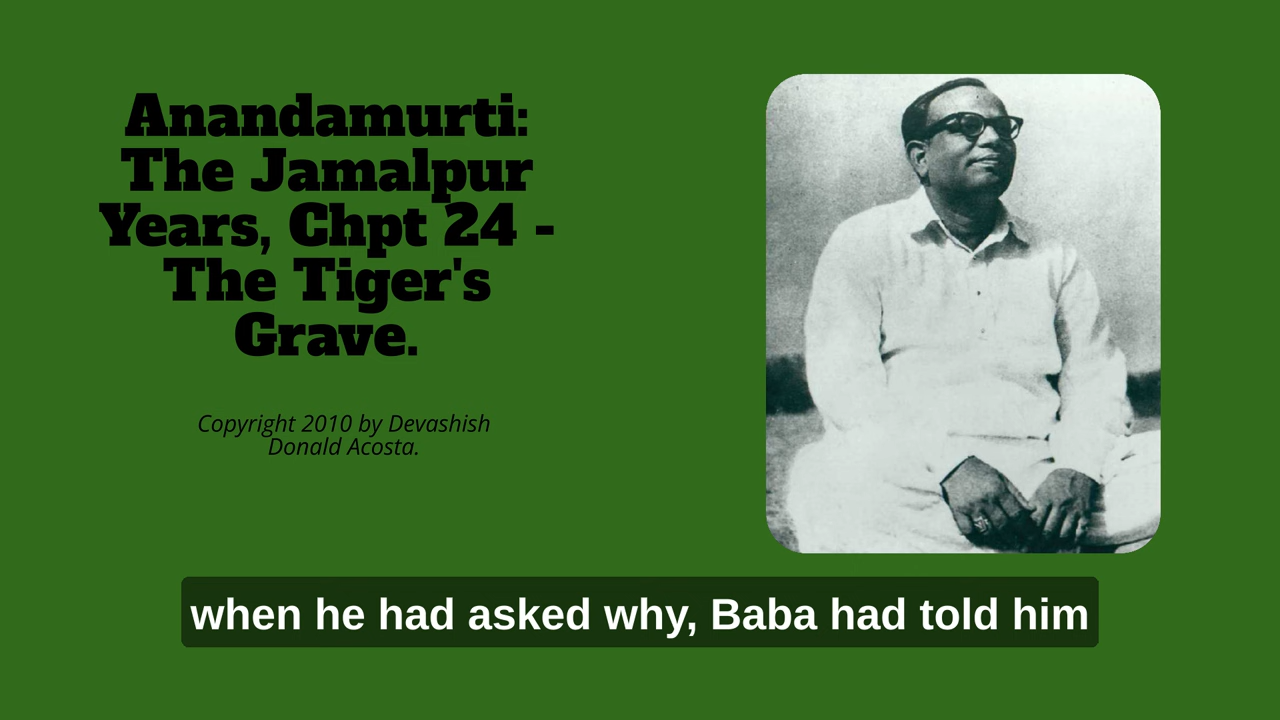 Anandamurti:
The Jamalpur
Years, Chpt 24 -
The Tiger's
Grave.
Copyright 2010 by Devashish
Donald Acosta.
when he had asked why, Baba had told him